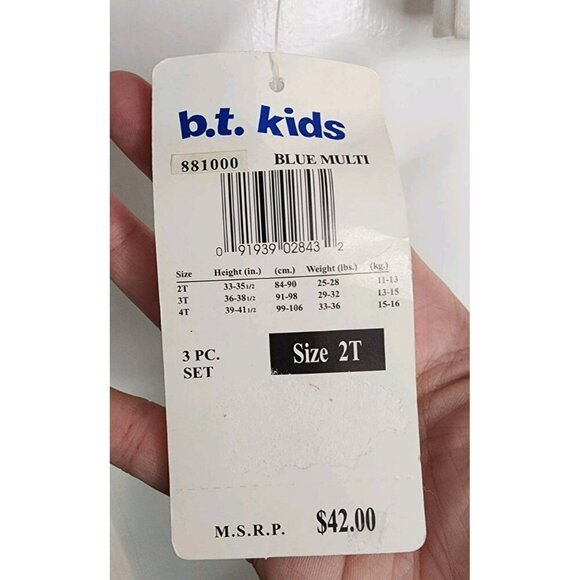 b.t. kids
881000 BLUE MULTI
0 91939 02843 2
Size Height (in.) (cm.) Weight (lbs.) (kg.)
2T 33-35 1/2 84-90 25-28 11-13
3T 36-38 1/2 91-98 29-32 13-15
4T 39-41 1/2 99-106 33-36 15-16
3 PC. Size 2T
SET
M.S.R.P. $42.00